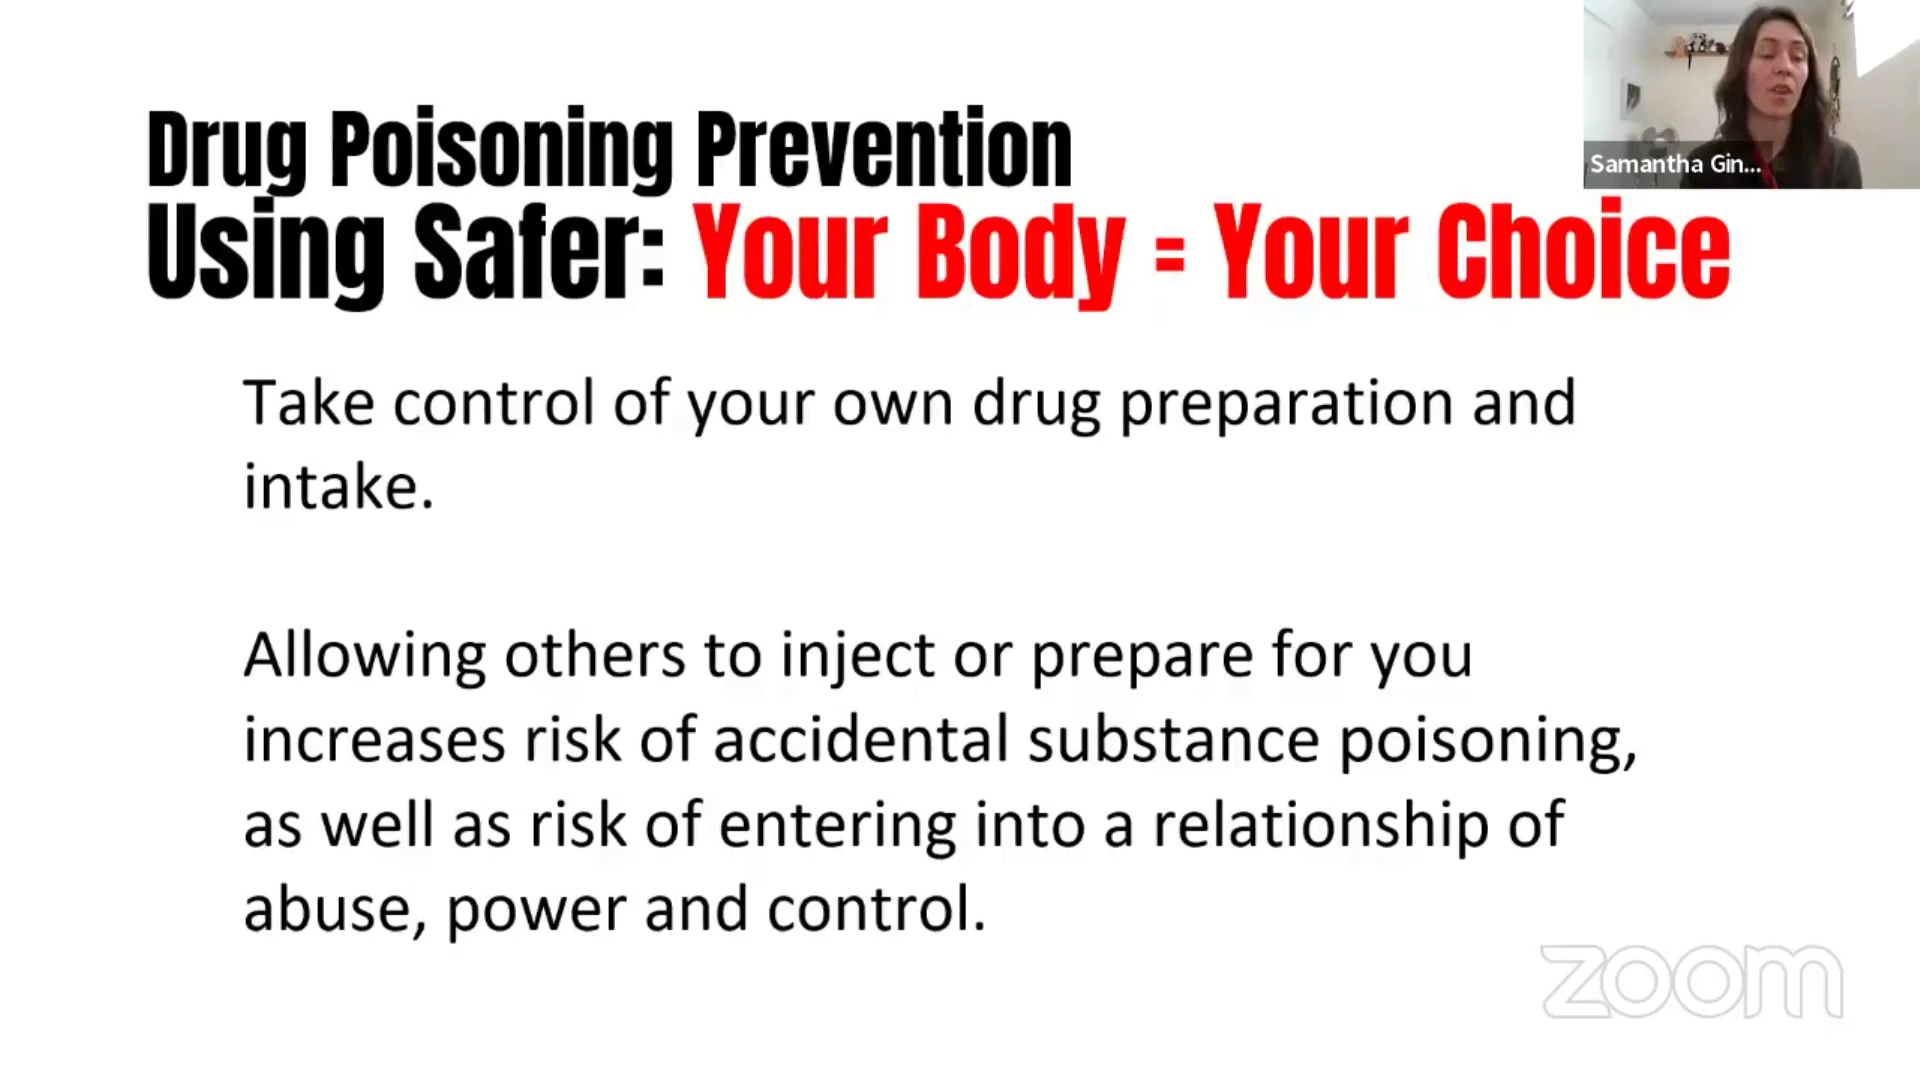 Drug Poisoning Prevention
Using Safer: Your Body = Your Choice
Samantha Gin...
Take control of your own drug preparation and
intake.
Allowing others to inject or prepare for you
increases risk of accidental substance poisoning,
as well as risk of entering into a relationship of
abuse, power and control.
zoom